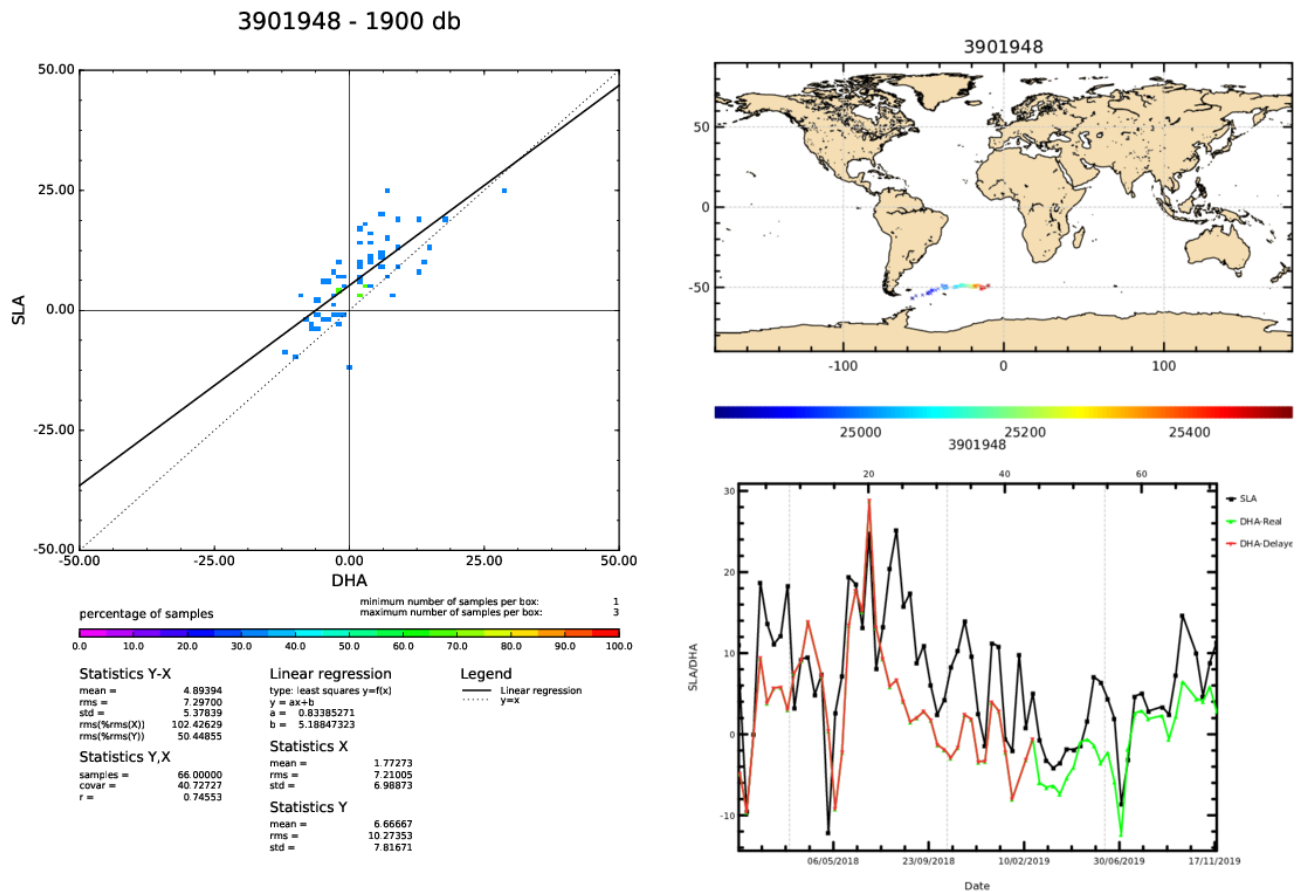 3901948 - 1900 db
50.00
25.00
0.00
-25.00
-50.00
SLA
-50.00 -25.00 0.00 25.00 50.00
DHA
percentage of samples
minimum number of samples per box: 1
maximum number of samples per box: 3
0.0 10.0 20.0 30.0 40.0 50.0 60.0 70.0 80.0 90.0 100.0
Statistics Y-X
mean = 4.89394
rms = 7.29700
std = 5.37839
rms(%rms(X)) 102.42629
rms(%rms(Y)) 50.44855
Statistics Y,X
samples = 66.00000
covar = 40.72727
r = 0.74553
Linear regression
type: least squares y=f(x)
y = ax+b
a = 0.83385271
b = 5.18847323
Statistics X
mean = 1.77273
rms = 7.21005
std = 6.98873
Statistics Y
mean = 6.66667
rms = 10.27353
std = 7.81671
Legend
Linear regression
y=x
3901948
50
0
-50
-100 0 100
25000 25200 25400
3901948
20 40 60
30
20
10
0
-10
SLA/DHA
06/05/2018 23/09/2018 10/02/2019 30/06/2019 17/11/2019
Date
SLA
DHA-Real
DHA-Delaye